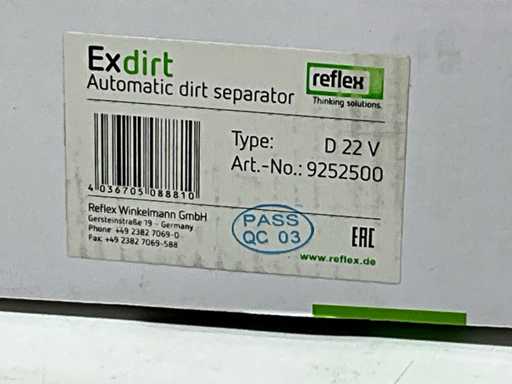 Exdirt
Automatic dirt separator
reflex
Thinking solutions.
Type: D 22 V
Art.-No.: 9252500
4 036705 088810
Reflex Winkelmann GmbH
Gersteinstraße 19 - Germany
Phone: +49 2382 7069-0
Fax: +49 2382 7069-588
PASS
QC 03
EAC
www.reflex.de